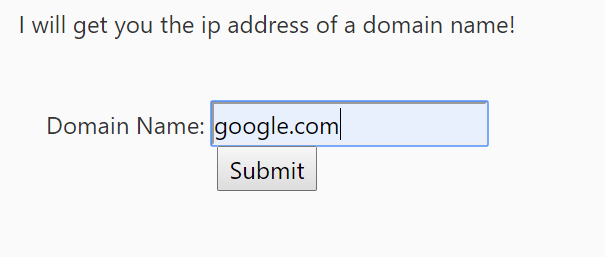 I will get you the ip address of a domain name!
Domain Name: google.com
Submit